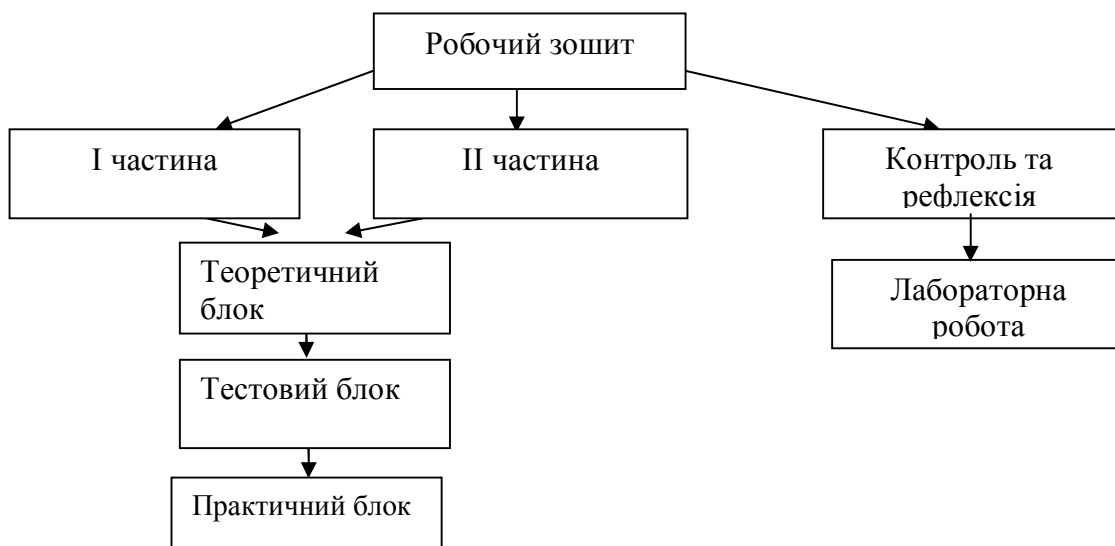 Робочий зошит
І частина
ІІ частина
Контроль та
рефлексія
Теоретичний
блок
Лабораторна
робота
Тестовий блок
Практичний блок